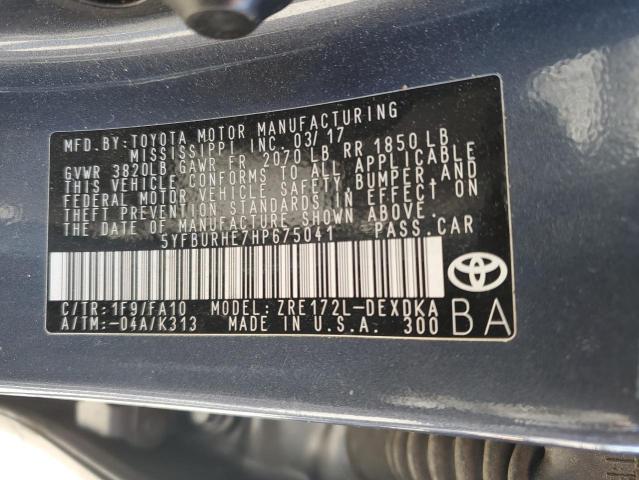 MFD. BY: TOYOTA MOTOR MANUFACTURING
MISSISSIPPI INC. 03/17
GVWR 3820LB GAWR FR 2070 LB RR 1850 LB
THIS VEHICLE CONFORMS TO ALL APPLICABLE
FEDERAL MOTOR VEHICLE SAFETY, BUMPER, AND
THEFT PREVENTION STANDARDS IN EFFECT ON
THE DATE OF MANUFACTURE SHOWN ABOVE.
5YFBURHE7HP675041 PASS.CAR
C/TR: 1F9/FA10 MODEL: ZRE172L-DEXDKA
A/TM: -04A/K313 MADE IN U.S.A. 300 BA